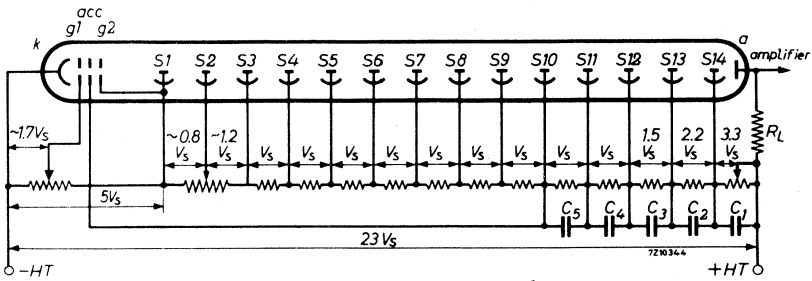 acc
g1 g2
k
a
S1 S2 S3 S4 S5 S6 S7 S8 S9 S10 S11 S12 S13 S14
amplifier
~1.7Vs
~0.8 Vs
~1.2 Vs
Vs Vs Vs Vs Vs Vs Vs Vs Vs
1.5 Vs
2.2 Vs
3.3 Vs
RL
5Vs
C5 C4 C3 C2 C1
23Vs
7Z10344
-HT
+HT